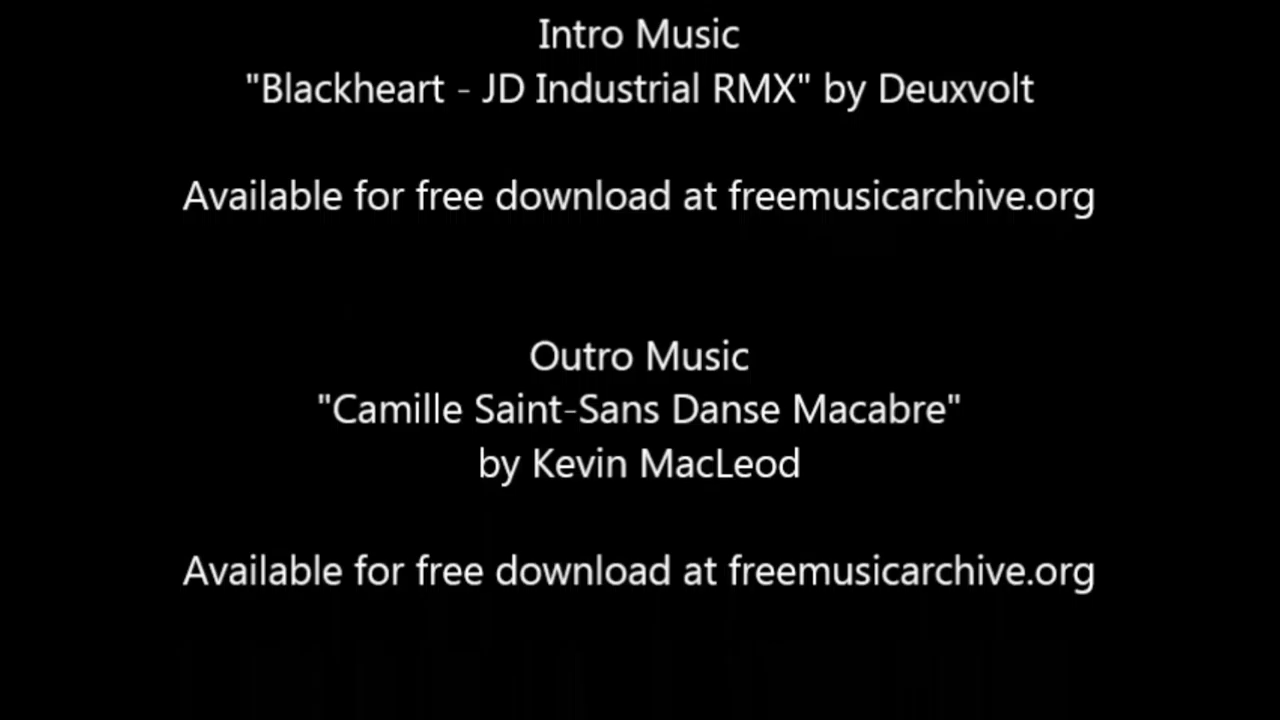 Intro Music
"Blackheart - JD Industrial RMX" by Deuxvolt
Available for free download at freemusicarchive.org
Outro Music
"Camille Saint-Sans Danse Macabre"
by Kevin MacLeod
Available for free download at freemusicarchive.org